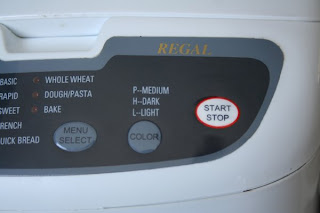 REGAL
BASIC
RAPID
SWEET
RENCH
UICK BREAD
WHOLE WHEAT
DOUGH/PASTA
BAKE
MENU
SELECT
P–MEDIUM
H–DARK
L–LIGHT
COLOR
START
STOP